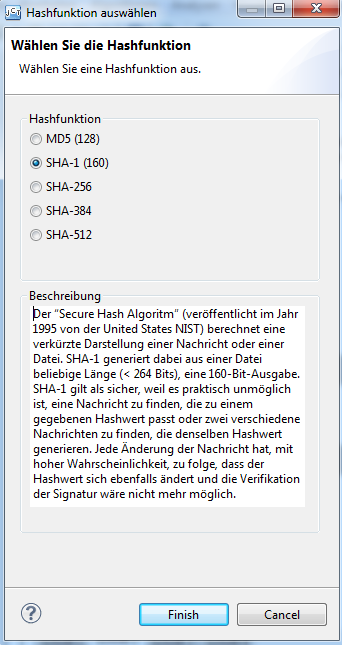 Hashfunktion auswählen
Wählen Sie die Hashfunktion
Wählen Sie eine Hashfunktion aus.
Hashfunktion
MD5 (128)
SHA-1 (160)
SHA-256
SHA-384
SHA-512
Beschreibung
Der “Secure Hash Algoritm” (veröffentlicht im Jahr
1995 von der United States NIST) berechnet eine
verkürzte Darstellung einer Nachricht oder einer
Datei. SHA-1 generiert dabei aus einer Datei
beliebige Länge (< 264 Bits), eine 160-Bit-Ausgabe.
SHA-1 gilt als sicher, weil es praktisch unmöglich
ist, eine Nachricht zu finden, die zu einem
gegebenen Hashwert passt oder zwei verschiedene
Nachrichten zu finden, die denselben Hashwert
generieren. Jede Änderung der Nachricht hat, mit
hoher Wahrscheinlichkeit, zu folge, dass der
Hashwert sich ebenfalls ändert und die Verifikation
der Signatur wäre nicht mehr möglich.
?
Finish
Cancel